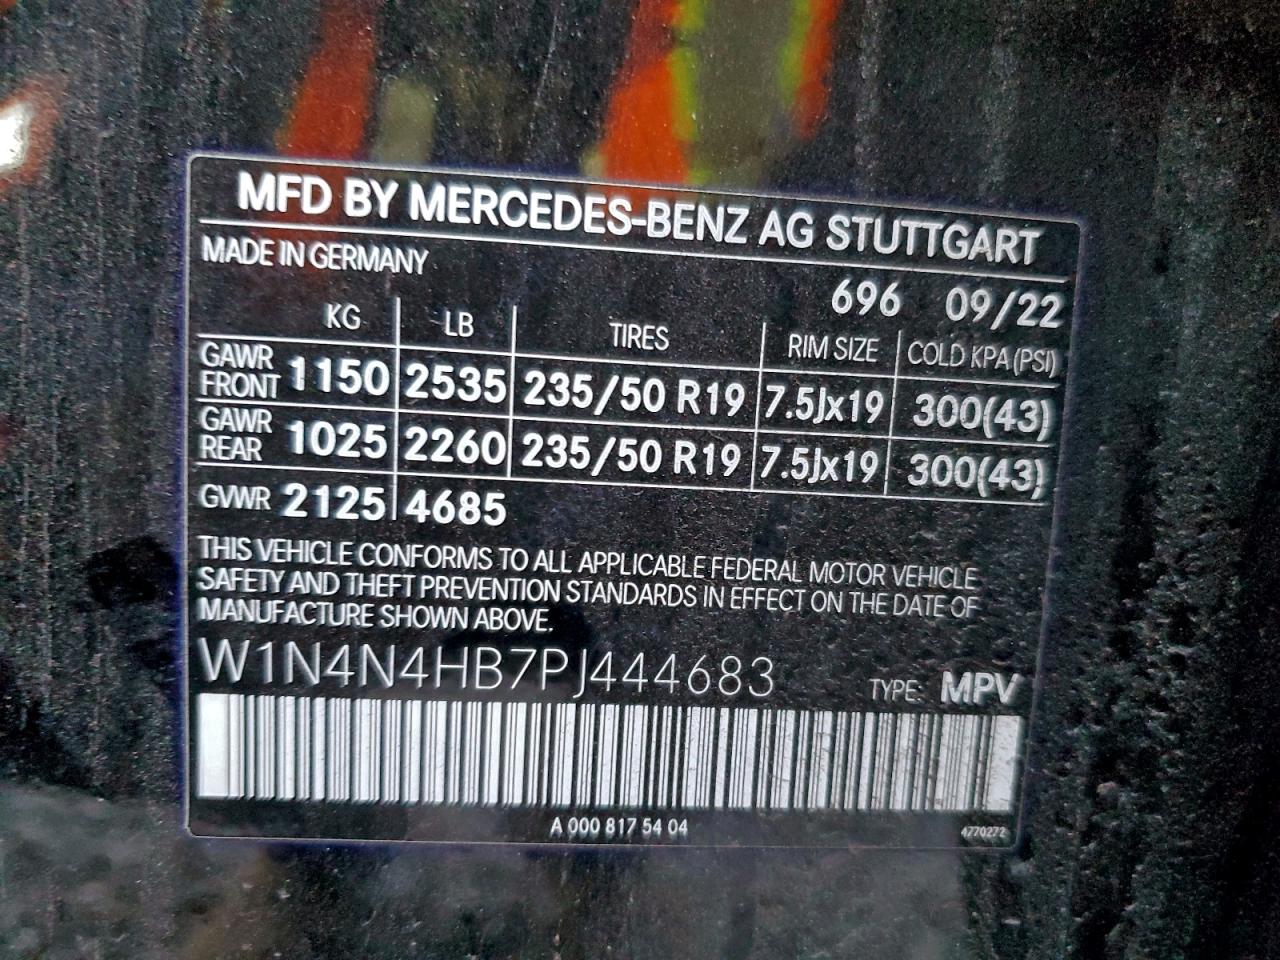 MFD BY MERCEDES-BENZ AG STUTTGART
MADE IN GERMANY
696 09/22
KG LB TIRES RIM SIZE COLD KPA (PSI)
GAWR FRONT 1150 2535 235/50 R19 7.5Jx19 300(43)
GAWR REAR 1025 2260 235/50 R19 7.5Jx19 300(43)
GVWR 2125 4685
THIS VEHICLE CONFORMS TO ALL APPLICABLE FEDERAL MOTOR VEHICLE
SAFETY AND THEFT PREVENTION STANDARDS IN EFFECT ON THE DATE OF
MANUFACTURE SHOWN ABOVE.
W1N4N4HB7PJ444683 TYPE: MPV
A 000 817 54 04 4770272